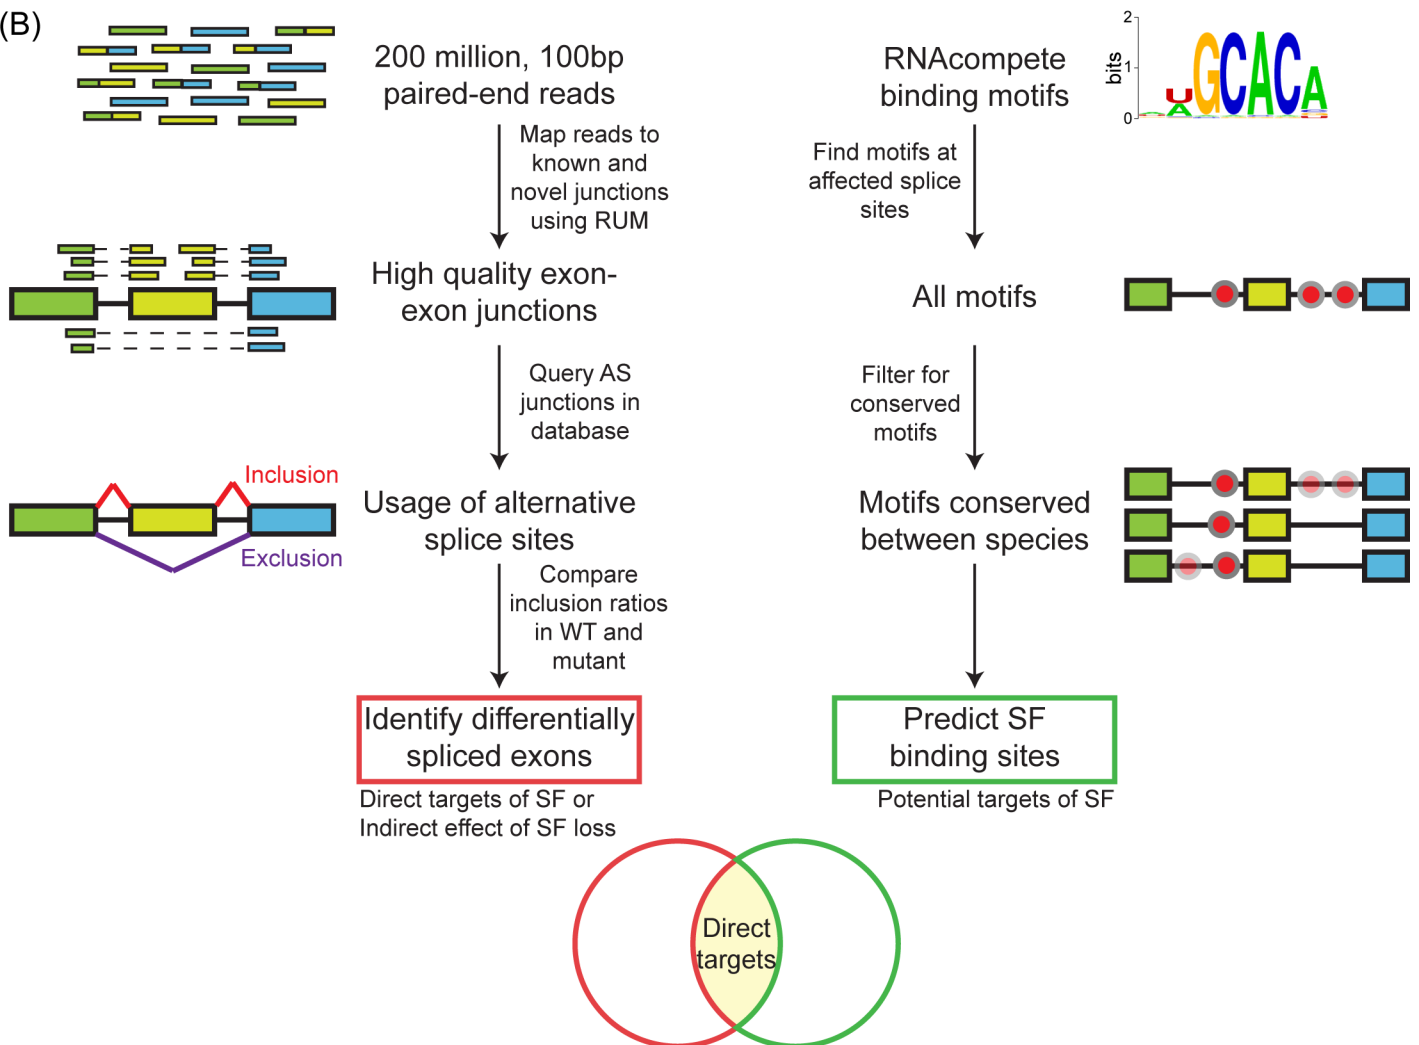 (B)
200 million, 100bp
paired-end reads
Map reads to
known and
novel junctions
using RUM
High quality exon-
exon junctions
Query AS
junctions in
database
Inclusion
Exclusion
Usage of alternative
splice sites
Compare
inclusion ratios
in WT and
mutant
Identify differentially
spliced exons
Direct targets of SF or
Indirect effect of SF loss
RNAcompete
binding motifs
2
1
0
bits
U
A
GCACA
Find motifs at
affected splice
sites
All motifs
Filter for
conserved
motifs
Motifs conserved
between species
Predict SF
binding sites
Potential targets of SF
Direct
targets